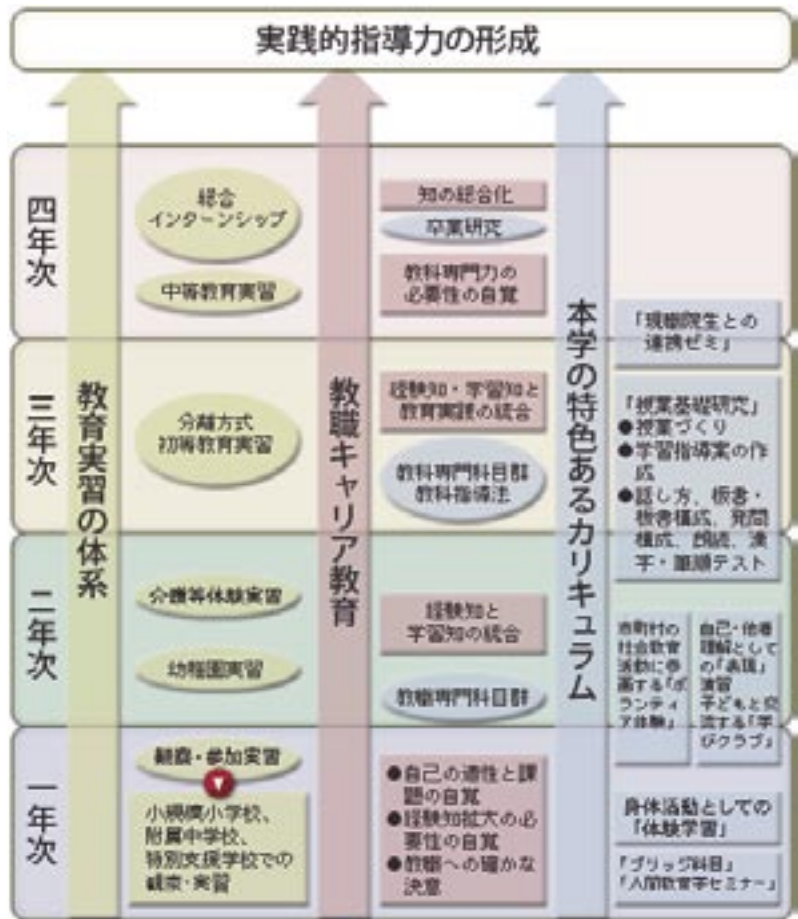 実践的指導力の形成
四年次
総合
インターンシップ
中等教育実習
知の総合化
卒業研究
教科専門力の
必要性の自覚
「現職院生との
連携ゼミ」
三年次
分離方式
初等教育実習
経験知・学習知と
教育実践の統合
教科専門科目群
教科指導法
「授業基礎研究」
●授業づくり
●学習指導案の作
成
●話し方、板書・
板書構成、発問
構成、朗読、漢
字・筆順テスト
教育実習の体系
教職キャリア教育
本学の特色あるカリキュラム
二年次
介護等体験実習
幼稚園実習
経験知と
学習知の統合
教職専門科目群
市町村の
社会教育
活動に参
画する「ボ
ランティ
ア体験」
自己・他者
理解として
の「表現」
演習
子どもと交
流する「学
びクラブ」
一年次
観察・参加実習
小規模小学校、
附属中学校、
特別支援学校での
観察・実習
●自己の適性と課
題の自覚
●経験知拡大の必
要性の自覚
●教職への確かな
決意
身体活動としての
「体験学習」
「ブリッジ科目」
「人間教育学セミナー」